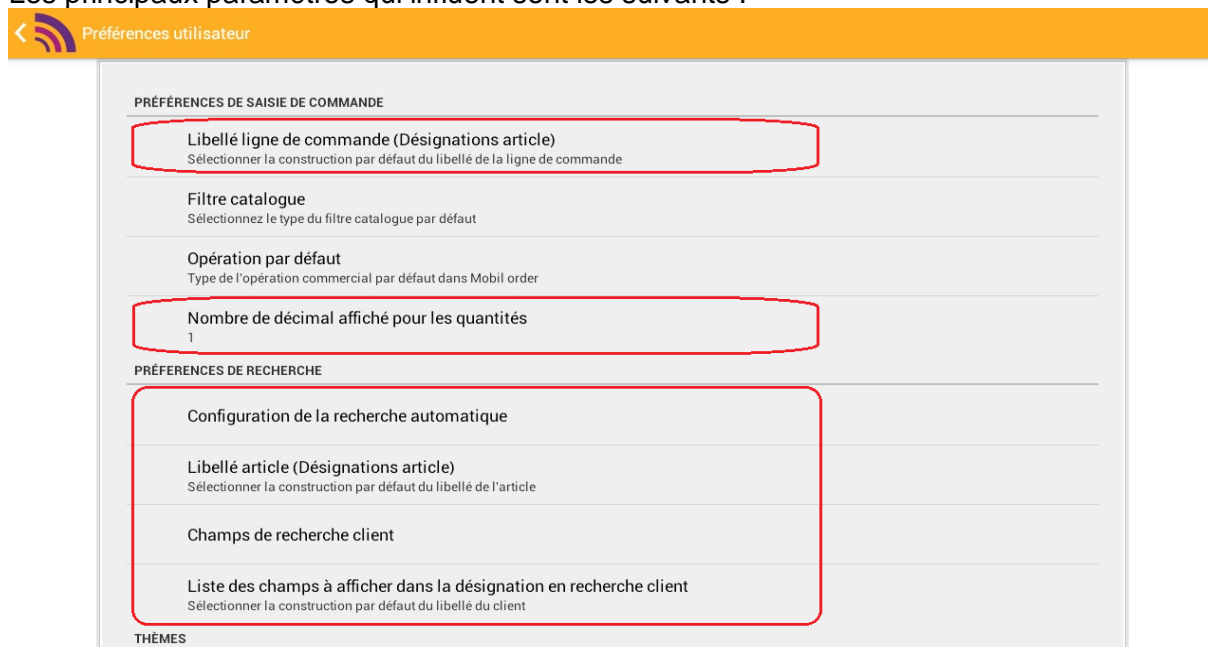 Les principaux paramètres qui influent sont les suivants :
Préférences utilisateur
PRÉFÉRENCES DE SAISIE DE COMMANDE
Libellé ligne de commande (Désignations article)
Sélectionner la construction par défaut du libellé de la ligne de commande
Filtre catalogue
Sélectionnez le type du filtre catalogue par défaut
Opération par défaut
Type de l'opération commercial par défaut dans Mobil order
Nombre de décimal affiché pour les quantités
1
PRÉFERENCES DE RECHERCHE
Configuration de la recherche automatique
Libellé article (Désignations article)
Sélectionner la construction par défaut du libellé de l'article
Champs de recherche client
Liste des champs à afficher dans la désignation en recherche client
Sélectionner la construction par défaut du libellé du client
THÈMES